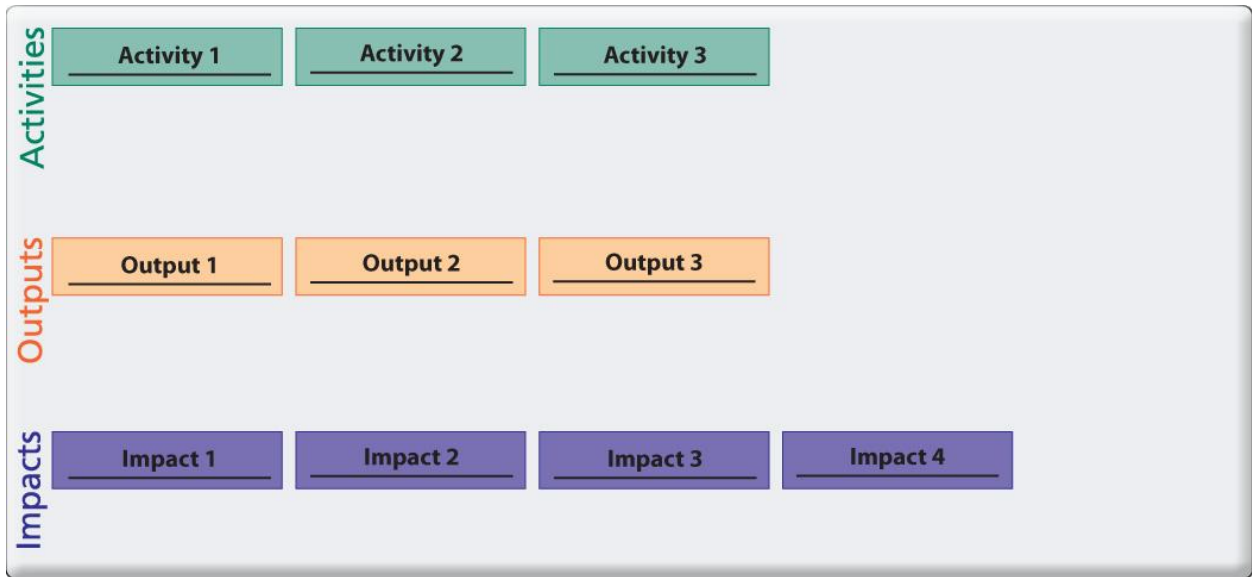 Activities
Activity 1
Activity 2
Activity 3
Outputs
Output 1
Output 2
Output 3
Impacts
Impact 1
Impact 2
Impact 3
Impact 4